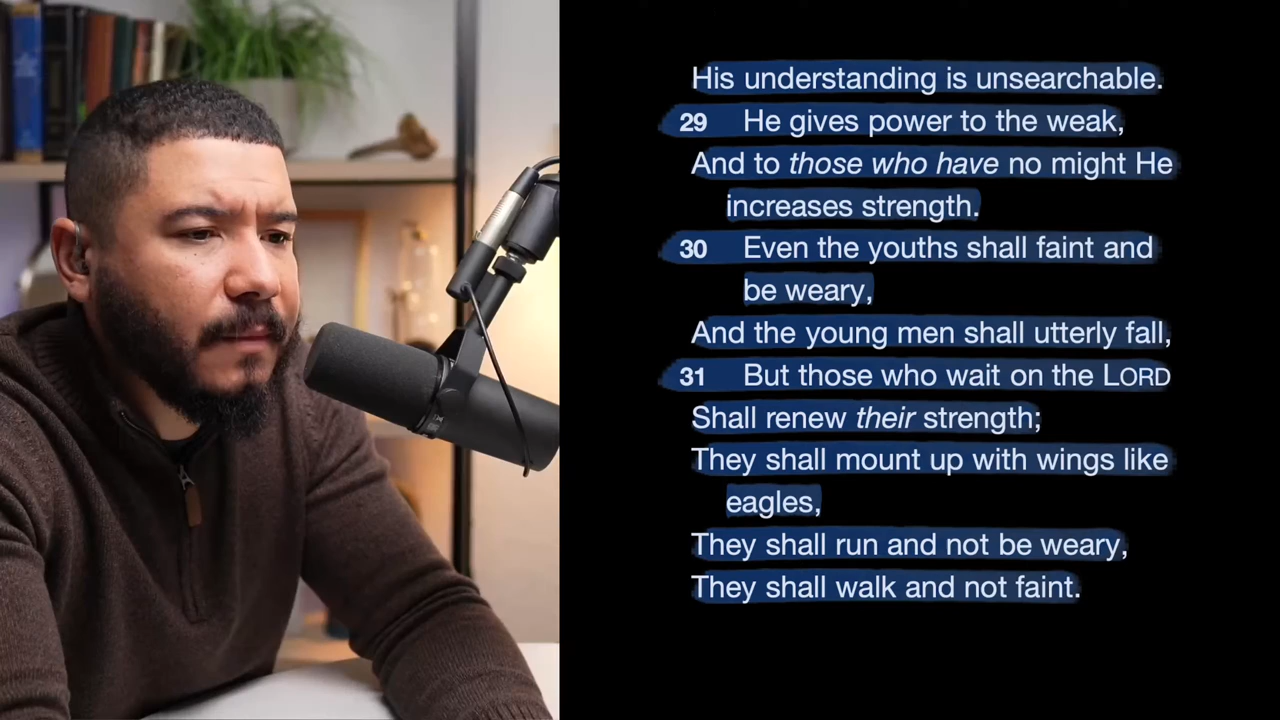 His understanding is unsearchable.
29 He gives power to the weak,
And to those who have no might He
increases strength.
30 Even the youths shall faint and
be weary,
And the young men shall utterly fall,
31 But those who wait on the LORD
Shall renew their strength;
They shall mount up with wings like
eagles,
They shall run and not be weary,
They shall walk and not faint.